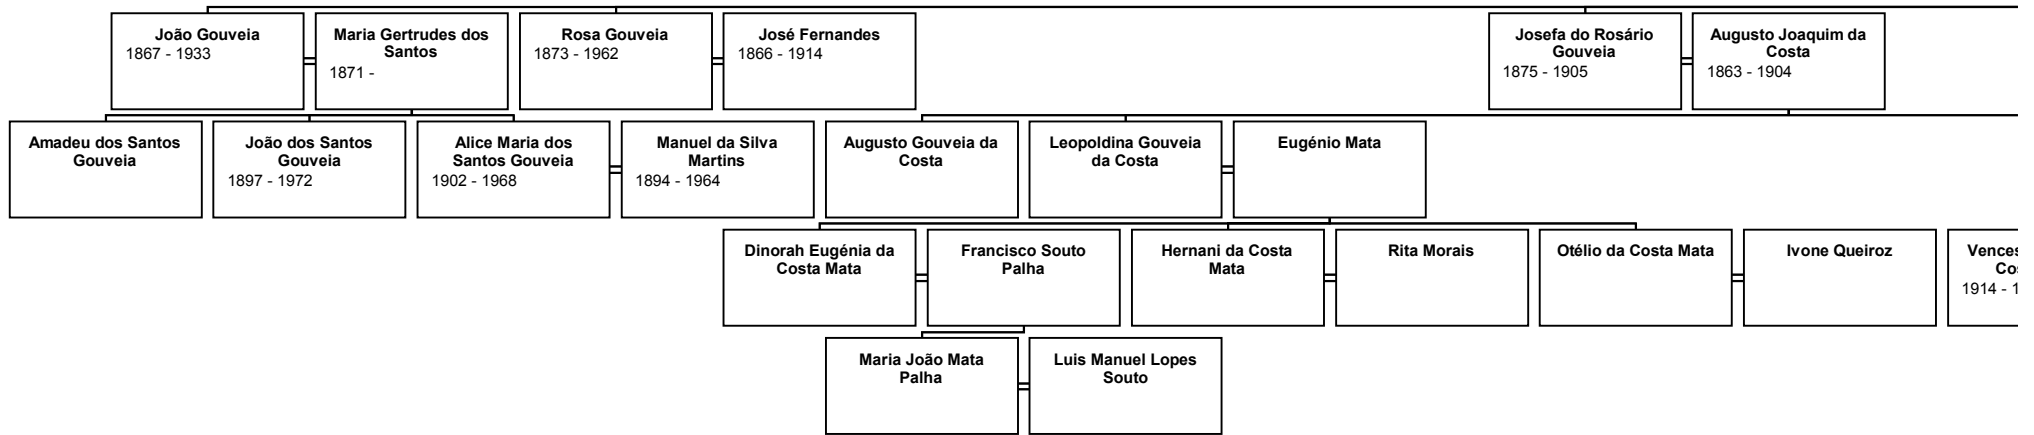 João Gouveia
1867 - 1933
Maria Gertrudes dos
Santos
1871 -
Rosa Gouveia
1873 - 1962
José Fernandes
1866 - 1914
Josefa do Rosário
Gouveia
1875 - 1905
Augusto Joaquim da
Costa
1863 - 1904
Amadeu dos Santos
Gouveia
João dos Santos
Gouveia
1897 - 1972
Alice Maria dos
Santos Gouveia
1902 - 1968
Manuel da Silva
Martins
1894 - 1964
Augusto Gouveia da
Costa
Leopoldina Gouveia
da Costa
Eugénio Mata
Dinorah Eugénia da
Costa Mata
Francisco Souto
Palha
Hernani da Costa
Mata
Rita Morais
Otélio da Costa Mata
Ivone Queiroz
Vences
Cos
1914 - 1
Maria João Mata
Palha
Luis Manuel Lopes
Souto